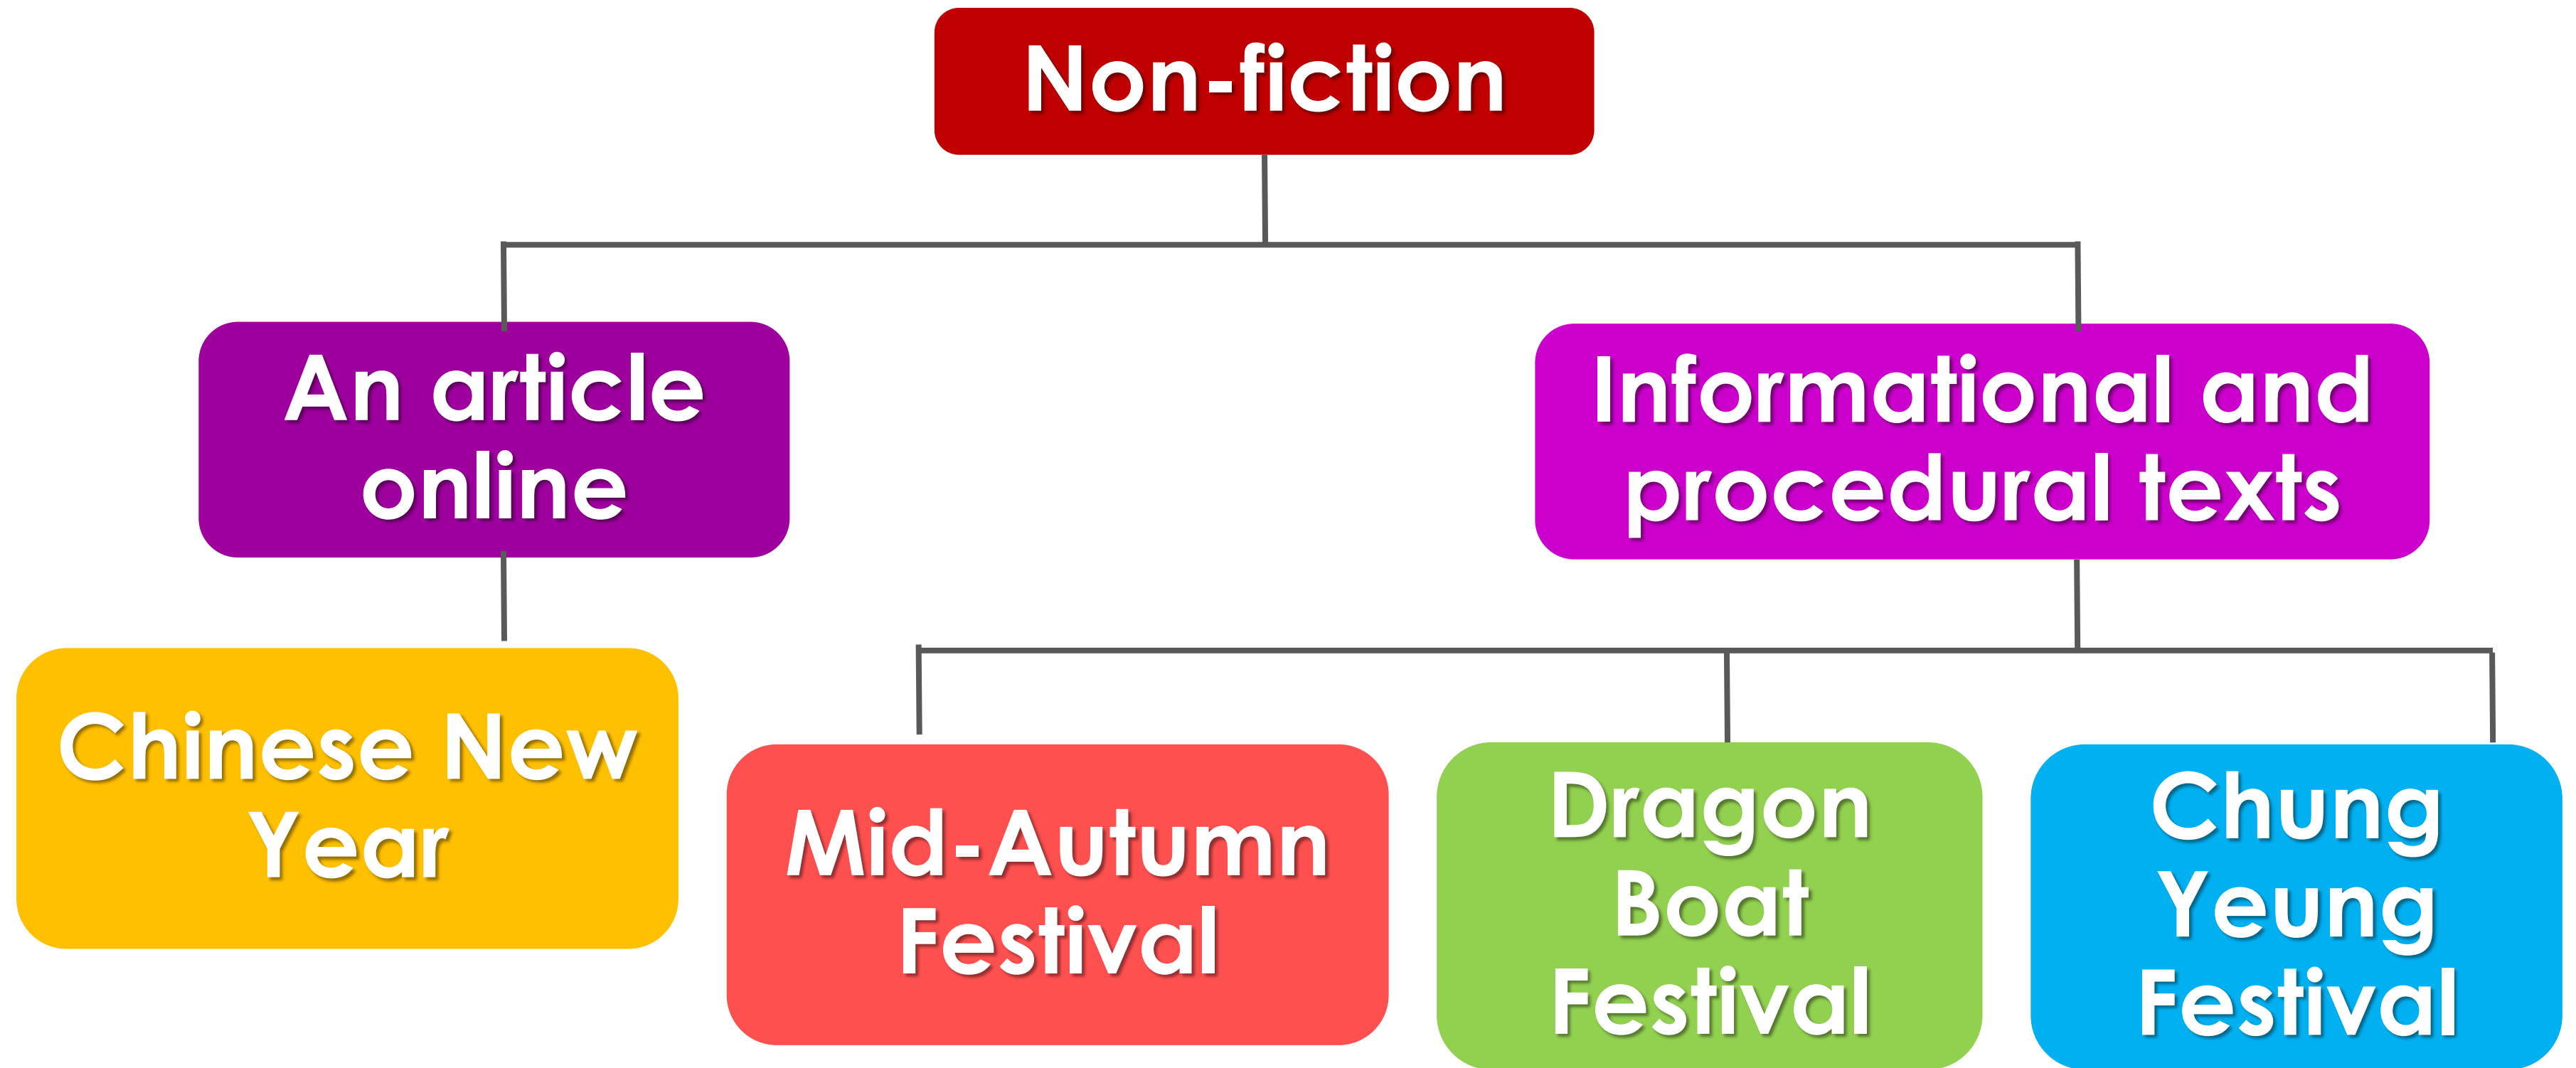 Non-fiction
An article
online
Informational and
procedural texts
Chinese New
Year
Mid-Autumn
Festival
Dragon
Boat
Festival
Chung
Yeung
Festival